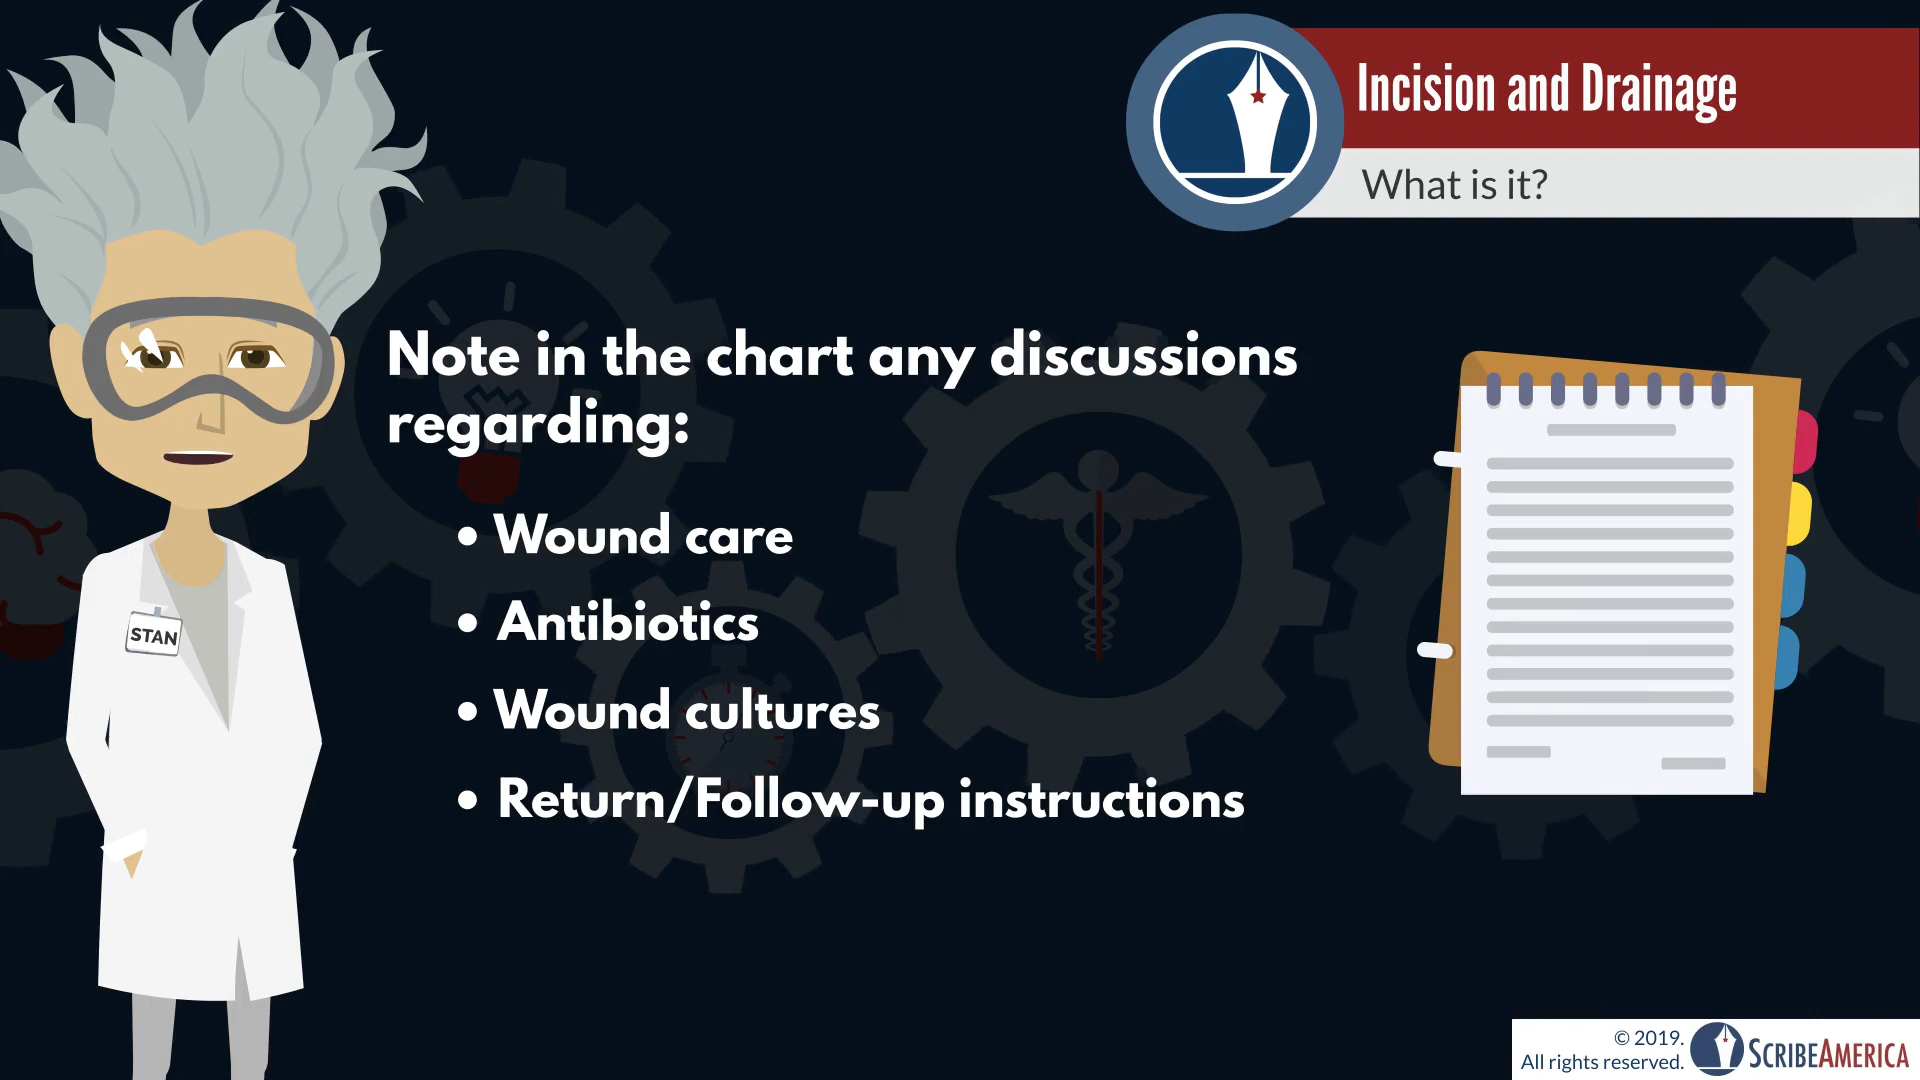 Incision and Drainage
What is it?
Note in the chart any discussions
regarding:
• Wound care
• Antibiotics
• Wound cultures
• Return/Follow-up instructions
STAN
© 2019.
All rights reserved.
SCRIBEAMERICA